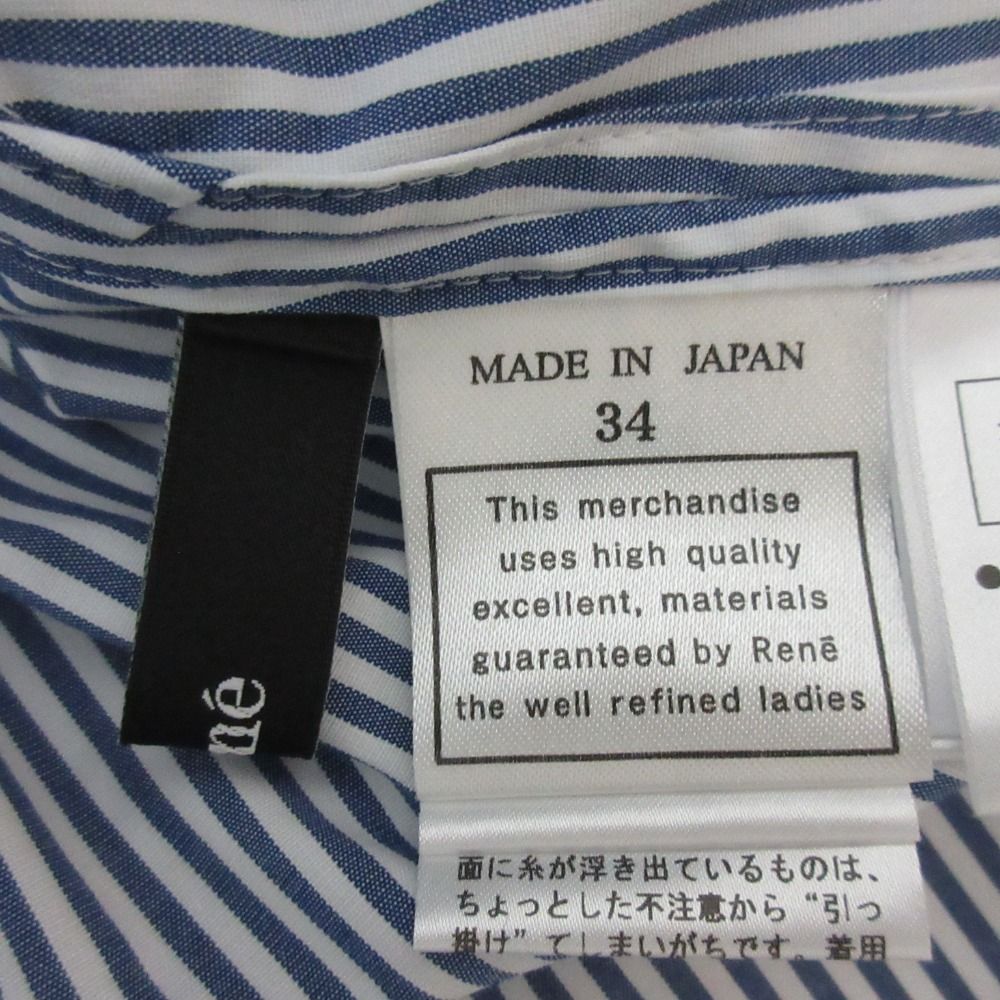 MADE IN JAPAN
34
This merchandise
uses high quality
excellent, materials
guaranteed by Renē
the well refined ladies
né
面に糸が浮き出ているものは、
ちょっとした不注意から“引っ
掛け”てしまいがちです。着用